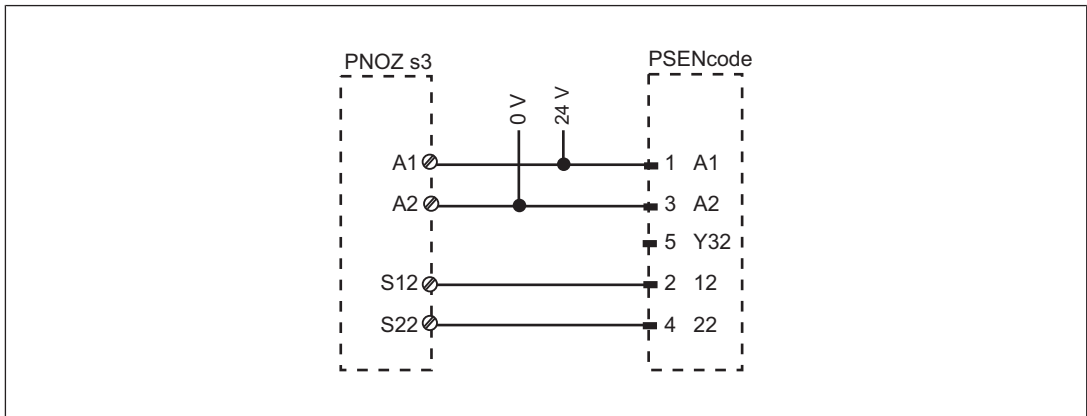 PNOZ s3
PSENcode
0 V
24 V
A1 1 A1
A2 3 A2
5 Y32
S12 2 12
S22 4 22